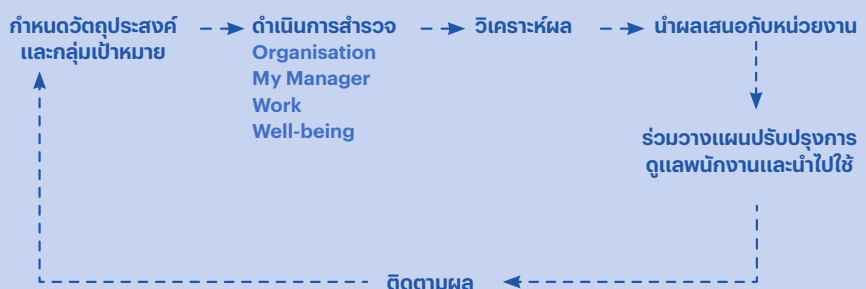 กำหนดวัตถุประสงค์
และกลุ่มเป้าหมาย
ดำเนินการสำรวจ
Organisation
My Manager
Work
Well-being
วิเคราะห์ผล
นำผลเสนอกับหน่วยงาน
ร่วมวางแผนปรับปรุงการ
ดูแลพนักงานและนำไปใช้
ติดตามผล